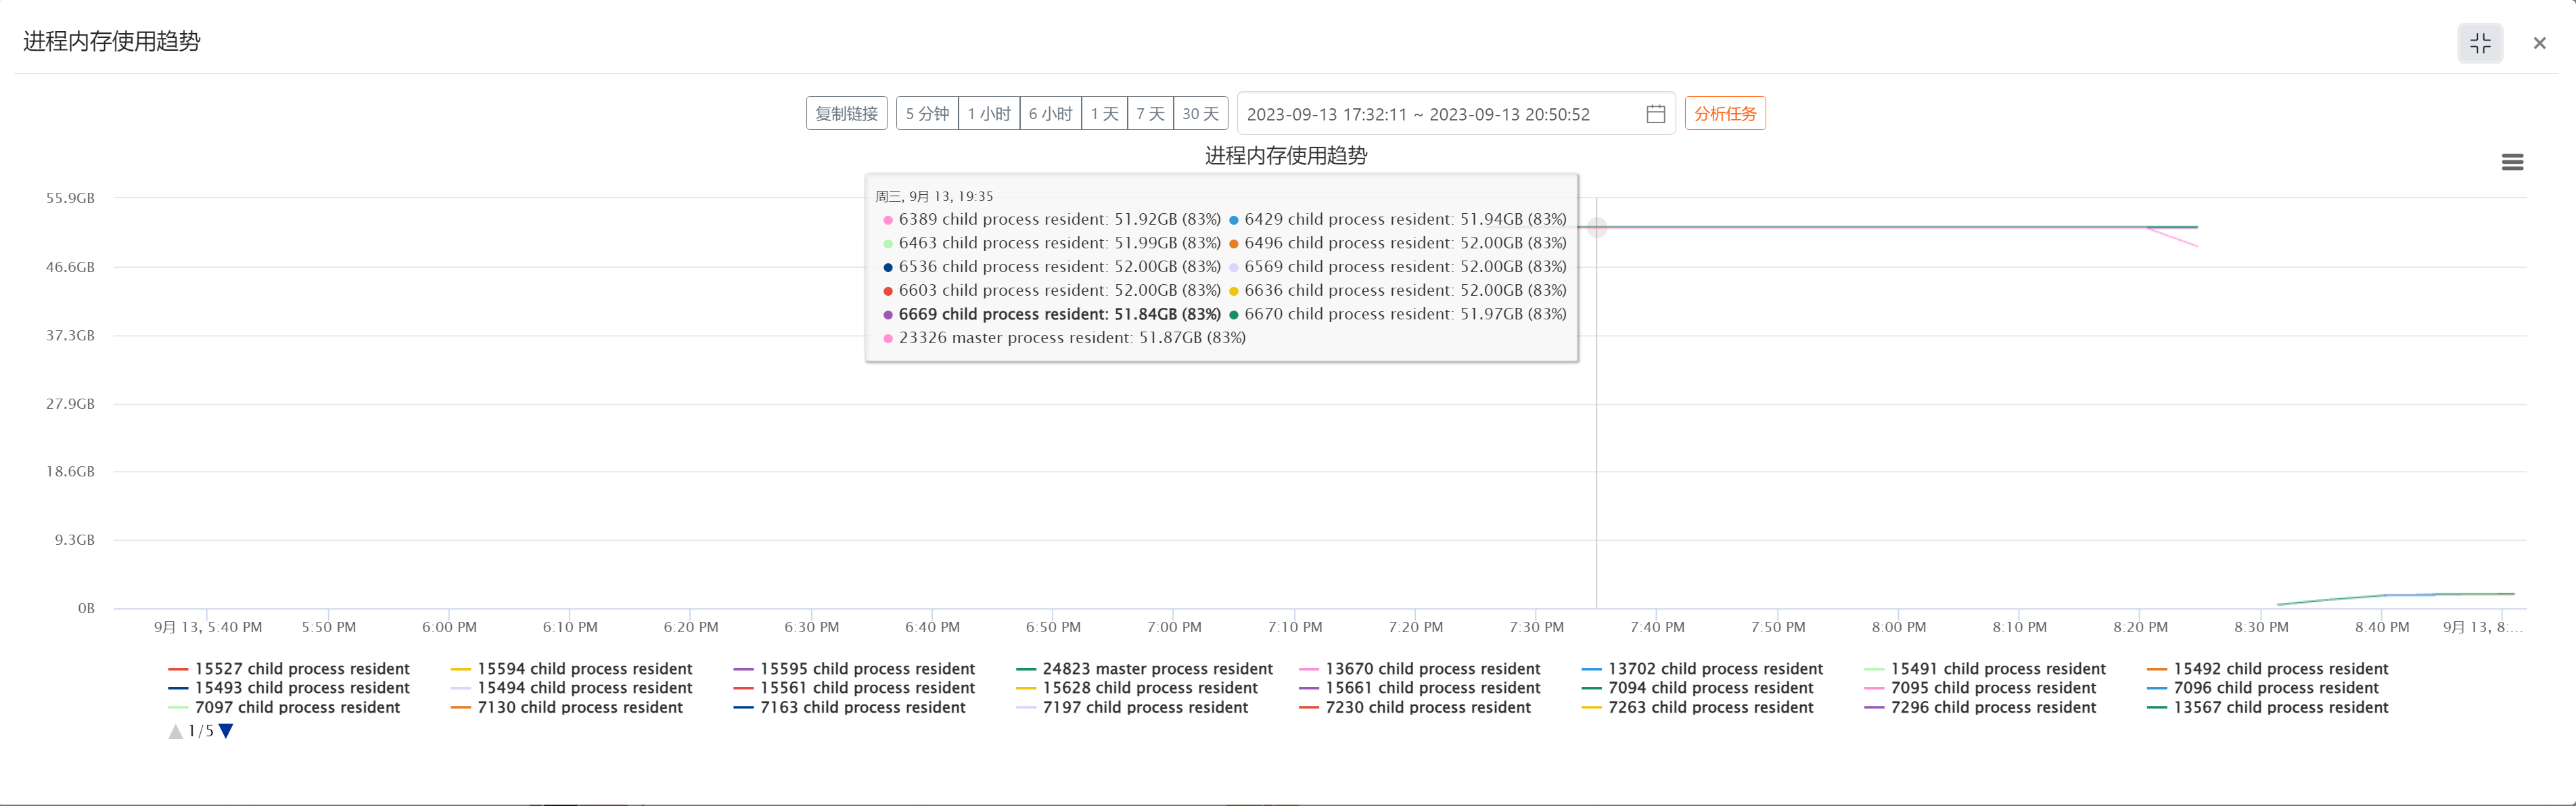 进程内存使用趋势
复制链接 5 分钟 1 小时 6 小时 1 天 7 天 30 天 2023-09-13 17:32:11 ~ 2023-09-13 20:50:52 分析任务
进程内存使用趋势
55.9GB
46.6GB
37.3GB
27.9GB
18.6GB
9.3GB
0B
周三, 9月 13, 19:35
6389 child process resident: 51.92GB (83%) 6429 child process resident: 51.94GB (83%)
6463 child process resident: 51.99GB (83%) 6496 child process resident: 52.00GB (83%)
6536 child process resident: 52.00GB (83%) 6569 child process resident: 52.00GB (83%)
6603 child process resident: 52.00GB (83%) 6636 child process resident: 52.00GB (83%)
6669 child process resident: 51.84GB (83%) 6670 child process resident: 51.97GB (83%)
23326 master process resident: 51.87GB (83%)
9月 13, 5:40 PM 5:50 PM 6:00 PM 6:10 PM 6:20 PM 6:30 PM 6:40 PM 6:50 PM 7:00 PM 7:10 PM 7:20 PM 7:30 PM 7:40 PM 7:50 PM 8:00 PM 8:10 PM 8:20 PM 8:30 PM 8:40 PM 9月 13, 8:…
15527 child process resident 15594 child process resident 15595 child process resident 24823 master process resident 13670 child process resident 13702 child process resident 15491 child process resident 15492 child process resident
15493 child process resident 15494 child process resident 15561 child process resident 15628 child process resident 15661 child process resident 7094 child process resident 7095 child process resident 7096 child process resident
7097 child process resident 7130 child process resident 7163 child process resident 7197 child process resident 7230 child process resident 7263 child process resident 7296 child process resident 13567 child process resident
1/5